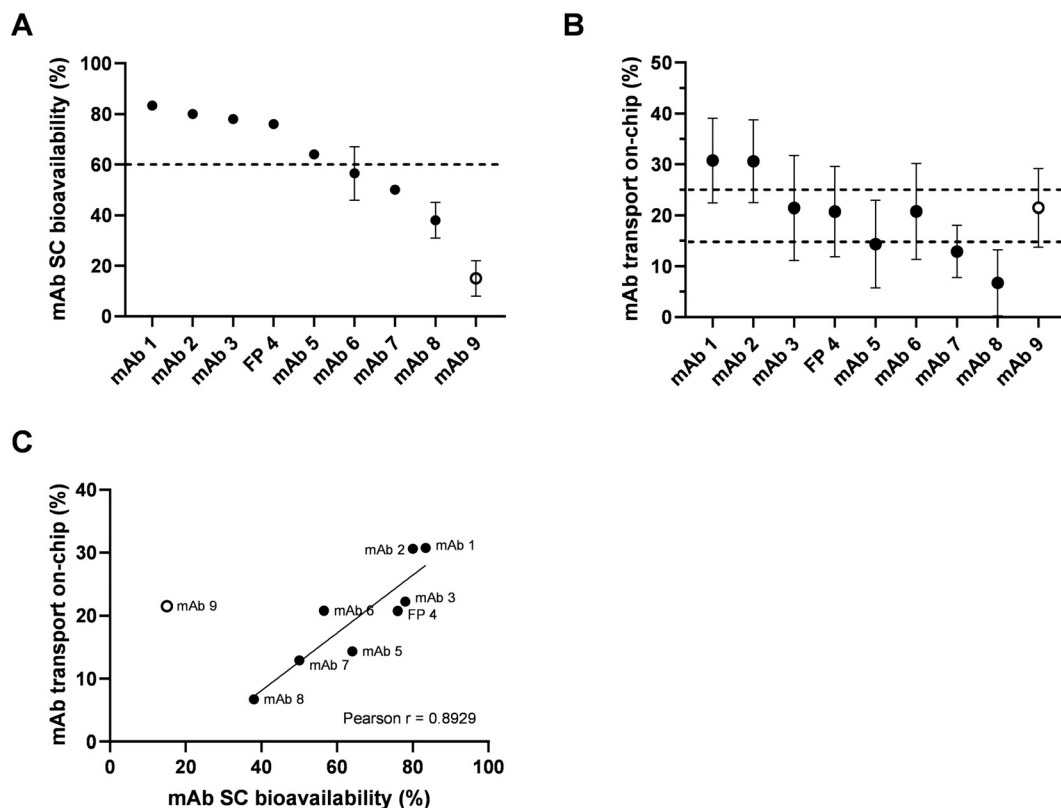 A
mAb SC bioavailability (%)
100
80
60
40
20
0
mAb 1
mAb 2
mAb 3
FP 4
mAb 5
mAb 6
mAb 7
mAb 8
mAb 9
B
mAb transport on-chip (%)
50
40
30
20
10
0
mAb 1
mAb 2
mAb 3
FP 4
mAb 5
mAb 6
mAb 7
mAb 8
mAb 9
C
mAb transport on-chip (%)
40
30
20
10
0
mAb 2
mAb 1
mAb 3
FP 4
mAb 9
mAb 6
mAb 5
mAb 7
mAb 8
Pearson r = 0.8929
0 20 40 60 80 100
mAb SC bioavailability (%)